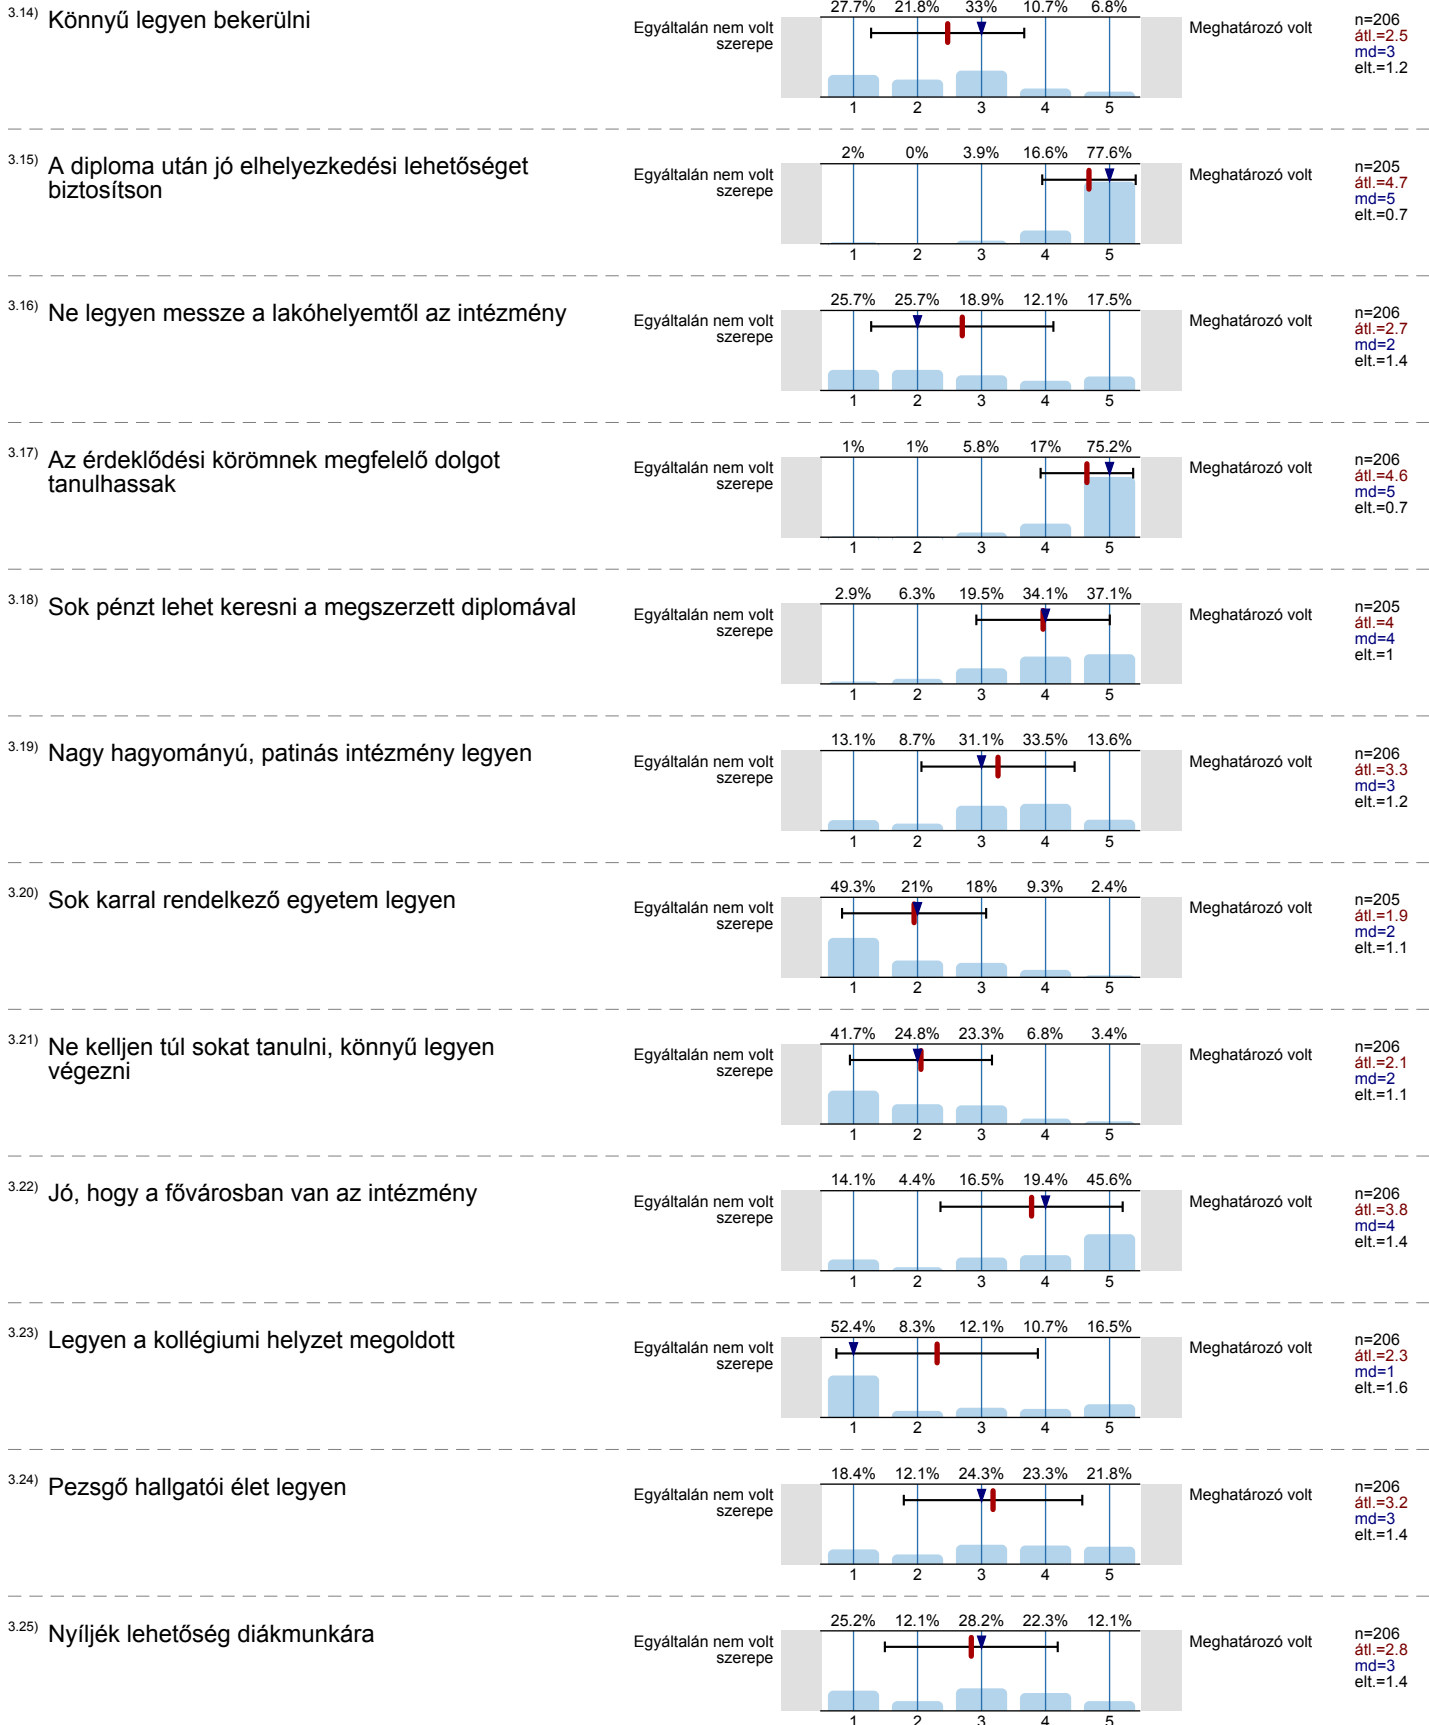 3.14) Könnyű legyen bekerülni
Egyáltalán nem volt
szerepe
27.7% 21.8% 33% 10.7% 6.8%
1 2 3 4 5
Meghatározó volt
n=206
átl.=2.5
md=3
elt.=1.2
3.15) A diploma után jó elhelyezkedési lehetőséget
biztosítson
Egyáltalán nem volt
szerepe
2% 0% 3.9% 16.6% 77.6%
1 2 3 4 5
Meghatározó volt
n=205
átl.=4.7
md=5
elt.=0.7
3.16) Ne legyen messze a lakóhelyemtől az intézmény
Egyáltalán nem volt
szerepe
25.7% 25.7% 18.9% 12.1% 17.5%
1 2 3 4 5
Meghatározó volt
n=206
átl.=2.7
md=2
elt.=1.4
3.17) Az érdeklődési körömnek megfelelő dolgot
tanulhassak
Egyáltalán nem volt
szerepe
1% 1% 5.8% 17% 75.2%
1 2 3 4 5
Meghatározó volt
n=206
átl.=4.6
md=5
elt.=0.7
3.18) Sok pénzt lehet keresni a megszerzett diplomával
Egyáltalán nem volt
szerepe
2.9% 6.3% 19.5% 34.1% 37.1%
1 2 3 4 5
Meghatározó volt
n=205
átl.=4
md=4
elt.=1
3.19) Nagy hagyományú, patinás intézmény legyen
Egyáltalán nem volt
szerepe
13.1% 8.7% 31.1% 33.5% 13.6%
1 2 3 4 5
Meghatározó volt
n=206
átl.=3.3
md=3
elt.=1.2
3.20) Sok karral rendelkező egyetem legyen
Egyáltalán nem volt
szerepe
49.3% 21% 18% 9.3% 2.4%
1 2 3 4 5
Meghatározó volt
n=205
átl.=1.9
md=2
elt.=1.1
3.21) Ne kelljen túl sokat tanulni, könnyű legyen
végezni
Egyáltalán nem volt
szerepe
41.7% 24.8% 23.3% 6.8% 3.4%
1 2 3 4 5
Meghatározó volt
n=206
átl.=2.1
md=2
elt.=1.1
3.22) Jó, hogy a fővárosban van az intézmény
Egyáltalán nem volt
szerepe
14.1% 4.4% 16.5% 19.4% 45.6%
1 2 3 4 5
Meghatározó volt
n=206
átl.=3.8
md=4
elt.=1.4
3.23) Legyen a kollégiumi helyzet megoldott
Egyáltalán nem volt
szerepe
52.4% 8.3% 12.1% 10.7% 16.5%
1 2 3 4 5
Meghatározó volt
n=206
átl.=2.3
md=1
elt.=1.6
3.24) Pezsgő hallgatói élet legyen
Egyáltalán nem volt
szerepe
18.4% 12.1% 24.3% 23.3% 21.8%
1 2 3 4 5
Meghatározó volt
n=206
átl.=3.2
md=3
elt.=1.4
3.25) Nyíljék lehetőség diákmunkára
Egyáltalán nem volt
szerepe
25.2% 12.1% 28.2% 22.3% 12.1%
1 2 3 4 5
Meghatározó volt
n=206
átl.=2.8
md=3
elt.=1.4